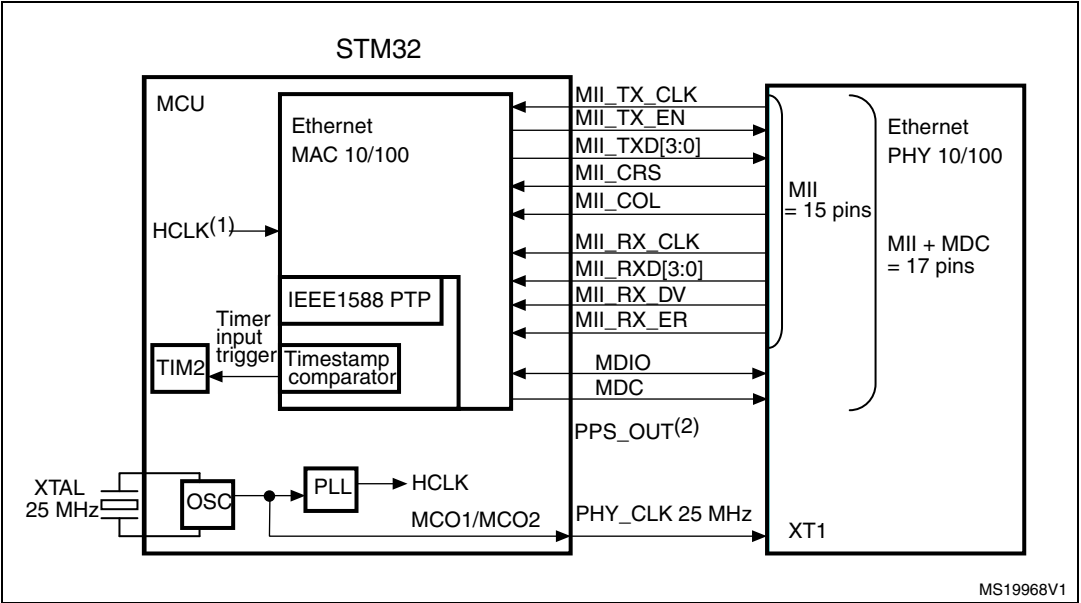 STM32
MCU
Ethernet
MAC 10/100
HCLK(1)
IEEE1588 PTP
Timer
input
trigger
Timestamp
comparator
TIM2
XTAL
25 MHz
OSC
PLL
HCLK
MCO1/MCO2
MII_TX_CLK
MII_TX_EN
MII_TXD[3:0]
MII_CRS
MII_COL
MII_RX_CLK
MII_RXD[3:0]
MII_RX_DV
MII_RX_ER
MDIO
MDC
PPS_OUT(2)
PHY_CLK 25 MHz
MII
= 15 pins
Ethernet
PHY 10/100
MII + MDC
= 17 pins
XT1
MS19968V1